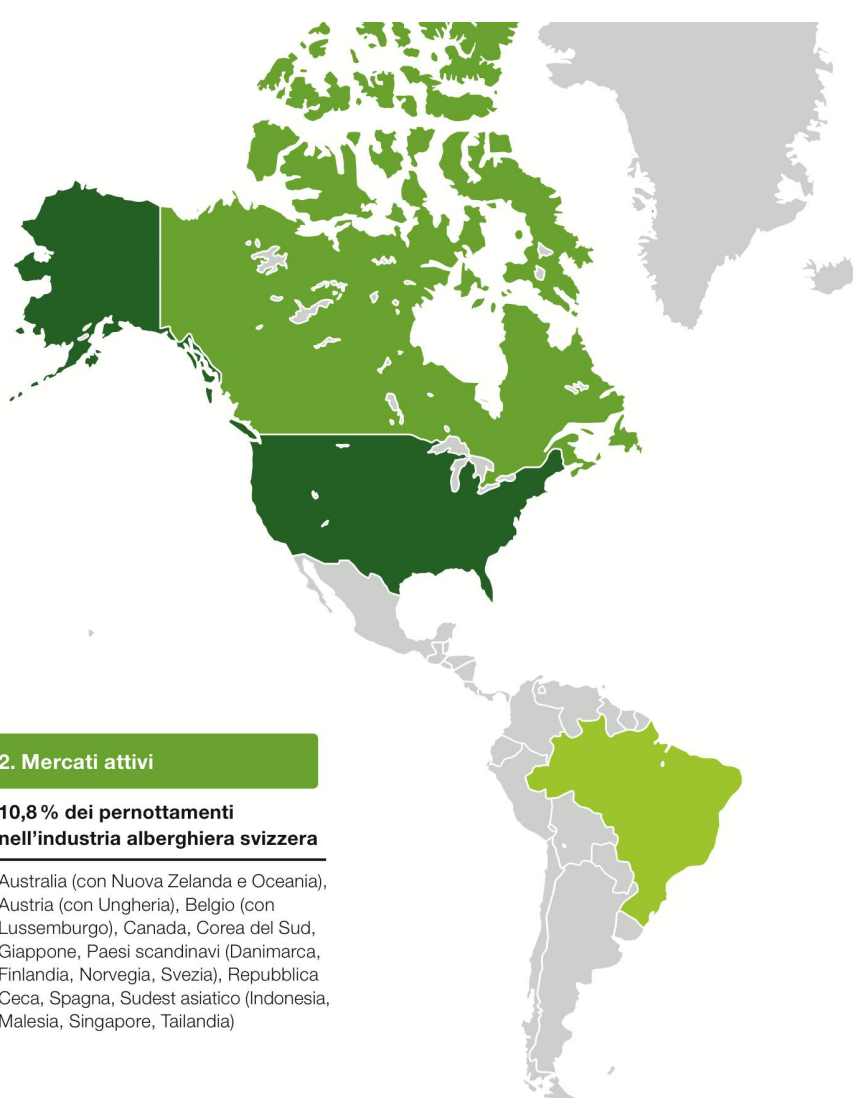 2. Mercati attivi
10,8 % dei pernottamenti
nell’industria alberghiera svizzera
Australia (con Nuova Zelanda e Oceania),
Austria (con Ungheria), Belgio (con
Lussemburgo), Canada, Corea del Sud,
Giappone, Paesi scandinavi (Danimarca,
Finlandia, Norvegia, Svezia), Repubblica
Ceca, Spagna, Sudest asiatico (Indonesia,
Malesia, Singapore, Tailandia)